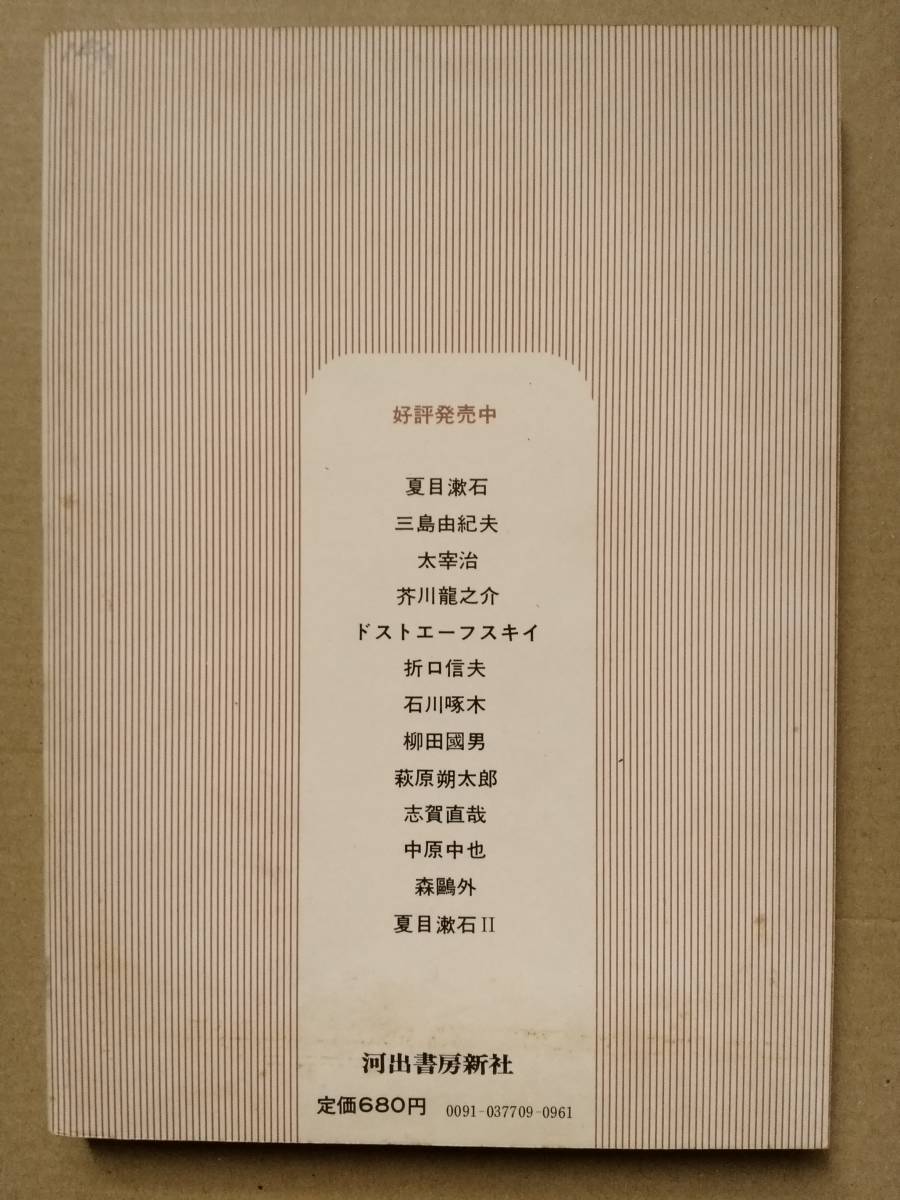 好評発売中
夏目漱石
三島由紀夫
太宰治
芥川龍之介
ドストエーフスキイ
折口信夫
石川啄木
柳田國男
萩原朔太郎
志賀直哉
中原中也
森鷗外
夏目漱石II
河出書房新社
定価680円 0091-037709-0961